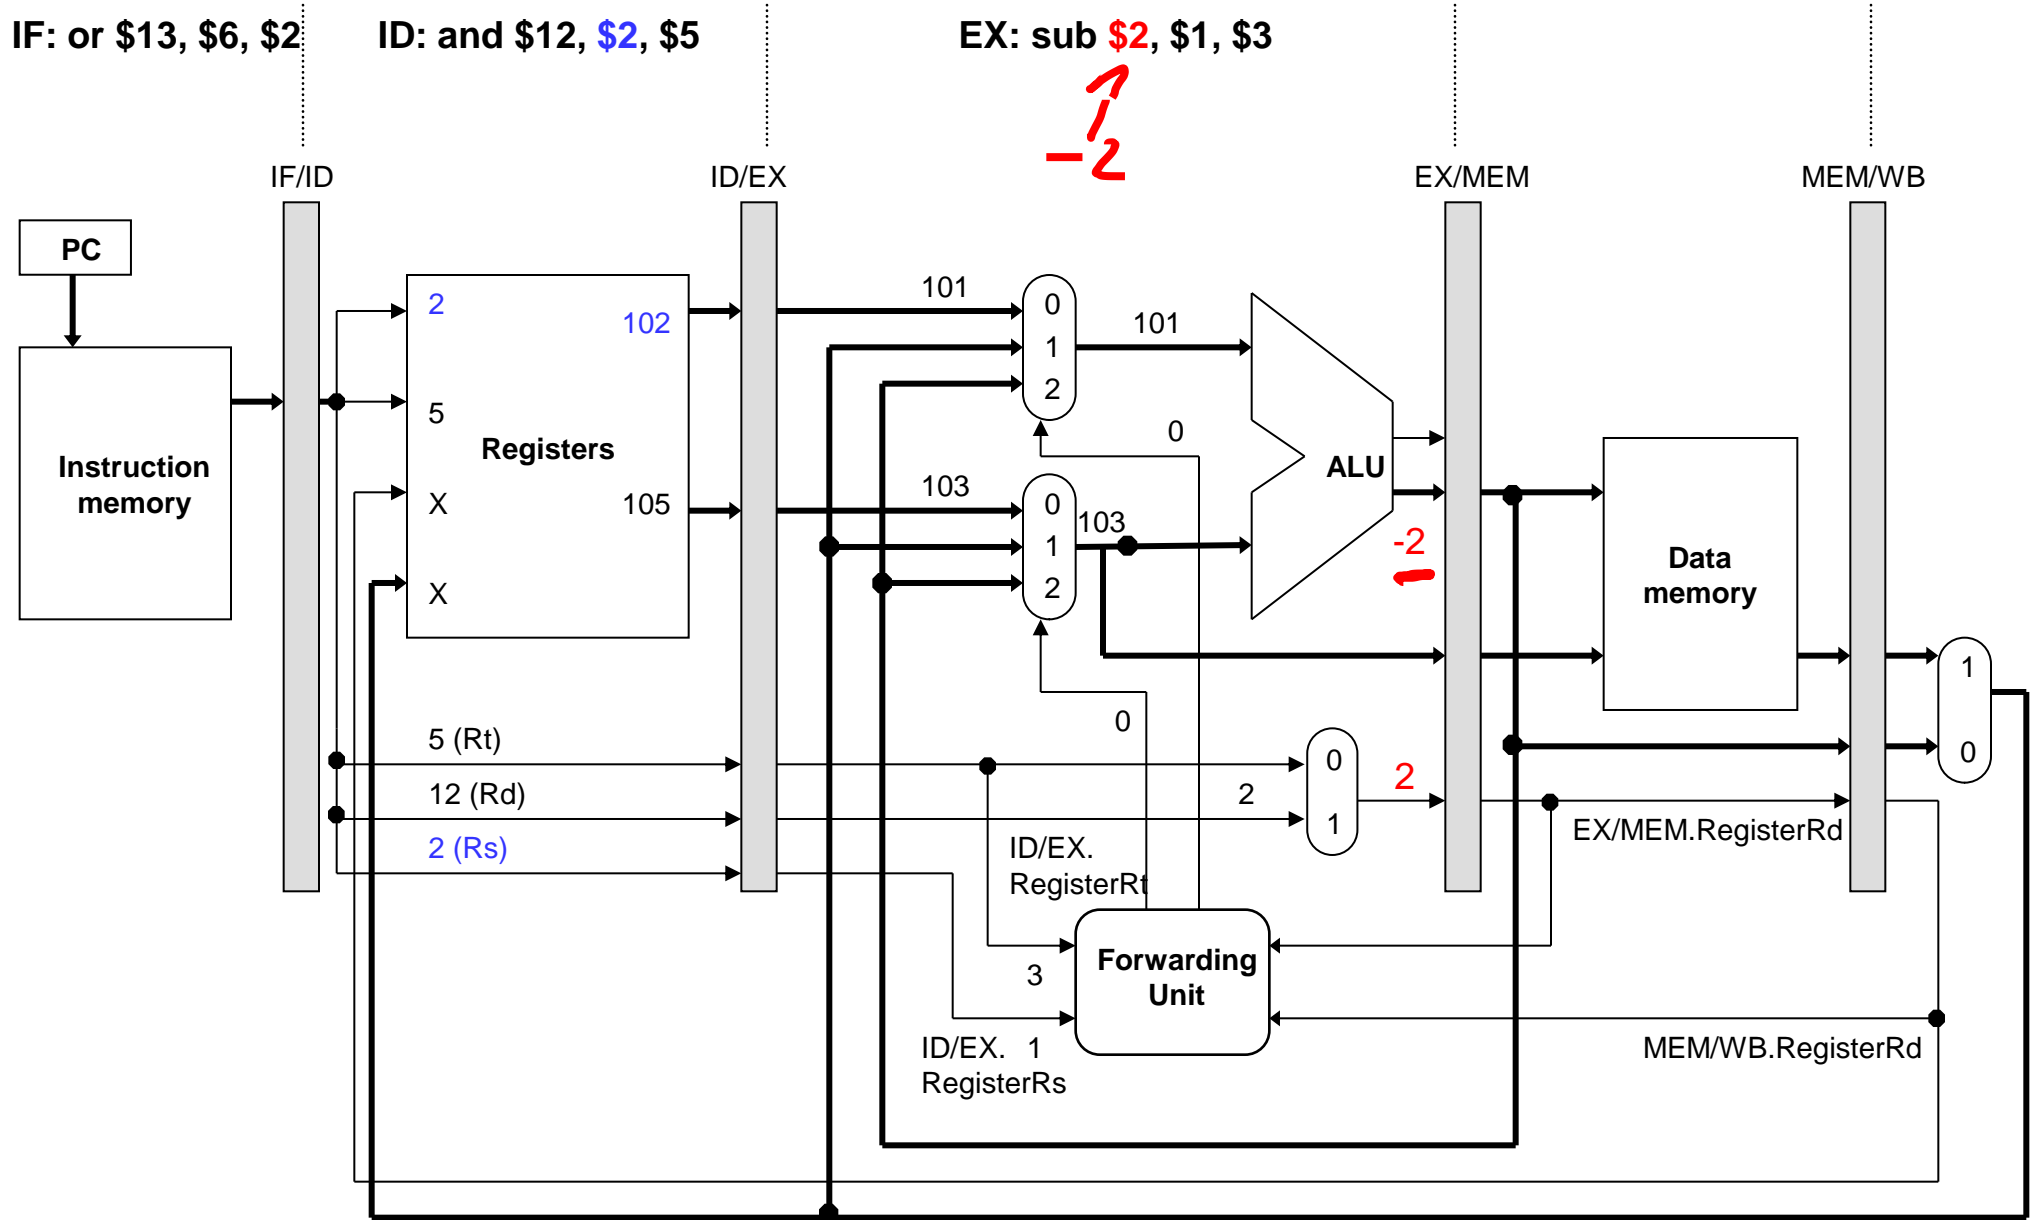 IF: or $13, $6, $2
ID: and $12, $2, $5
EX: sub $2, $1, $3
-2
IF/ID
ID/EX
EX/MEM
MEM/WB
PC
Instruction
memory
2
102
5
Registers
X
105
X
101
0
1
2
101
0
103
0
1
2
103
0
ALU
-2
Data
memory
1
0
5 (Rt)
12 (Rd)
2 (Rs)
0
1
2
2
ID/EX.
RegisterRt
EX/MEM.RegisterRd
Forwarding
Unit
3
ID/EX. 1
RegisterRs
MEM/WB.RegisterRd